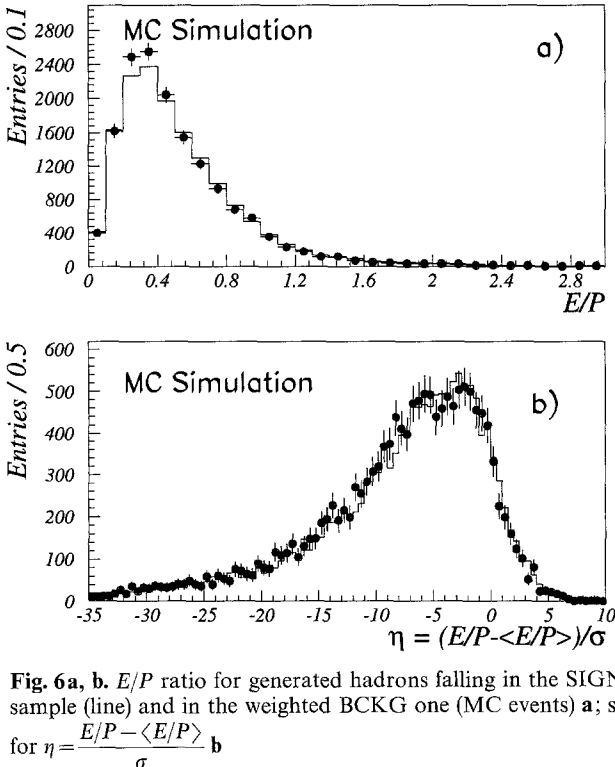 Entries / 0.1
MC Simulation
a)
2800
2400
2000
1600
1200
800
400
0
0 0.4 0.8 1.2 1.6 2 2.4 2.8
E/P
Entries / 0.5
MC Simulation
b)
600
500
400
300
200
100
0
-35 -30 -25 -20 -15 -10 -5 0 5 10
η = (E/P-<E/P>)/σ
Fig. 6a, b. E/P ratio for generated hadrons falling in the SIGN
sample (line) and in the weighted BCKG one (MC events) a; s
for η = E/P − ⟨E/P⟩ / σ b